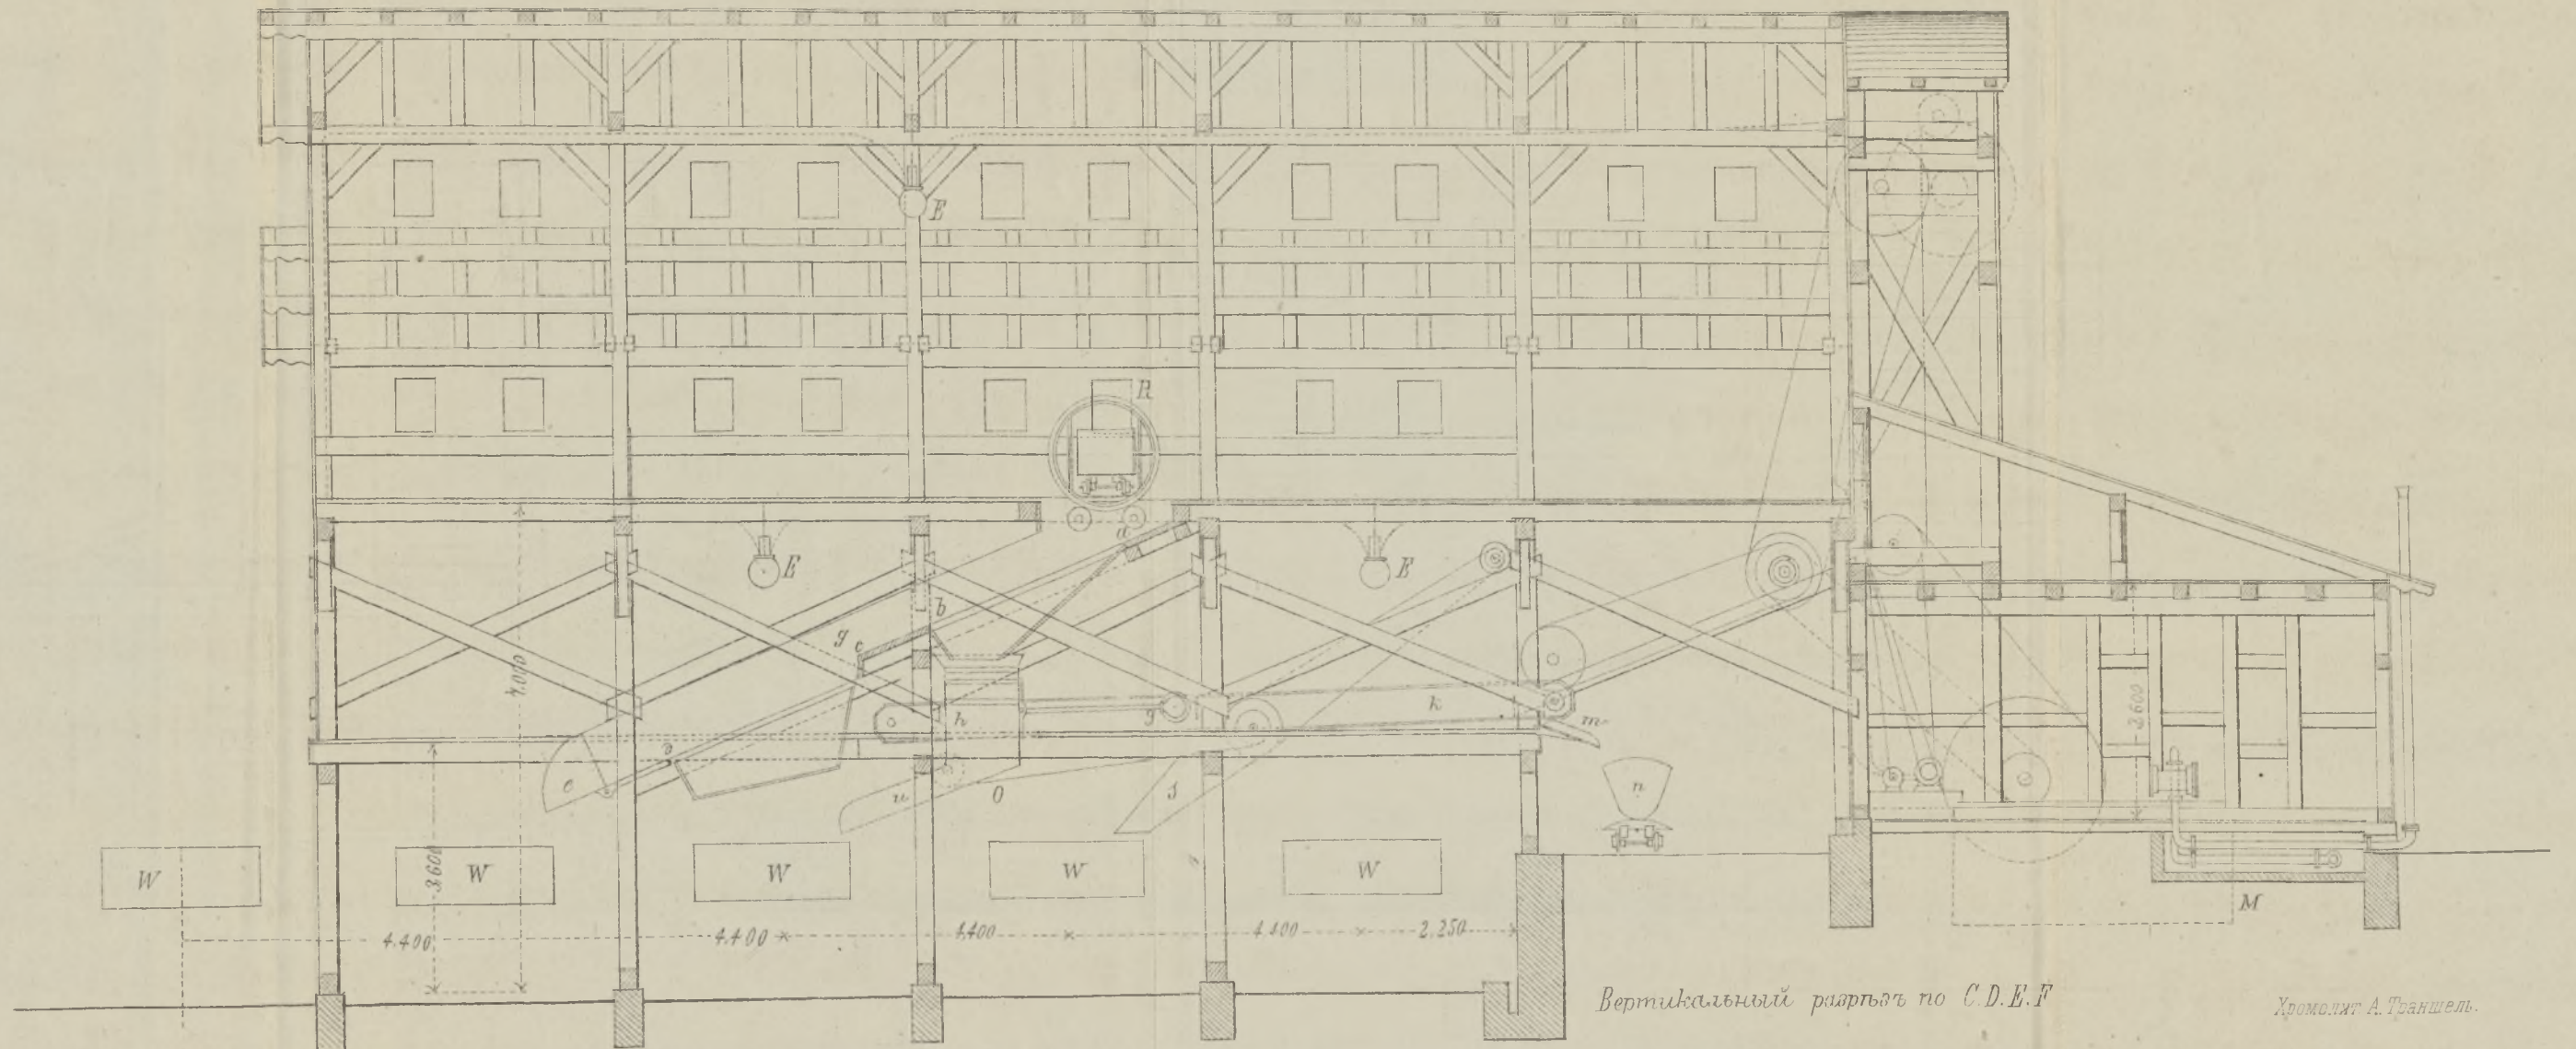 E
R
a
E
E
b
g c
h
g
k
m
e
u
O
s
n
7.000
3.600
2.600
W
W
W
W
W
M
4.400
4.400
4.400
4.400
2.250
Вертикальный разрѣзъ по C.D.E.F
Хромолит А. Траншель.